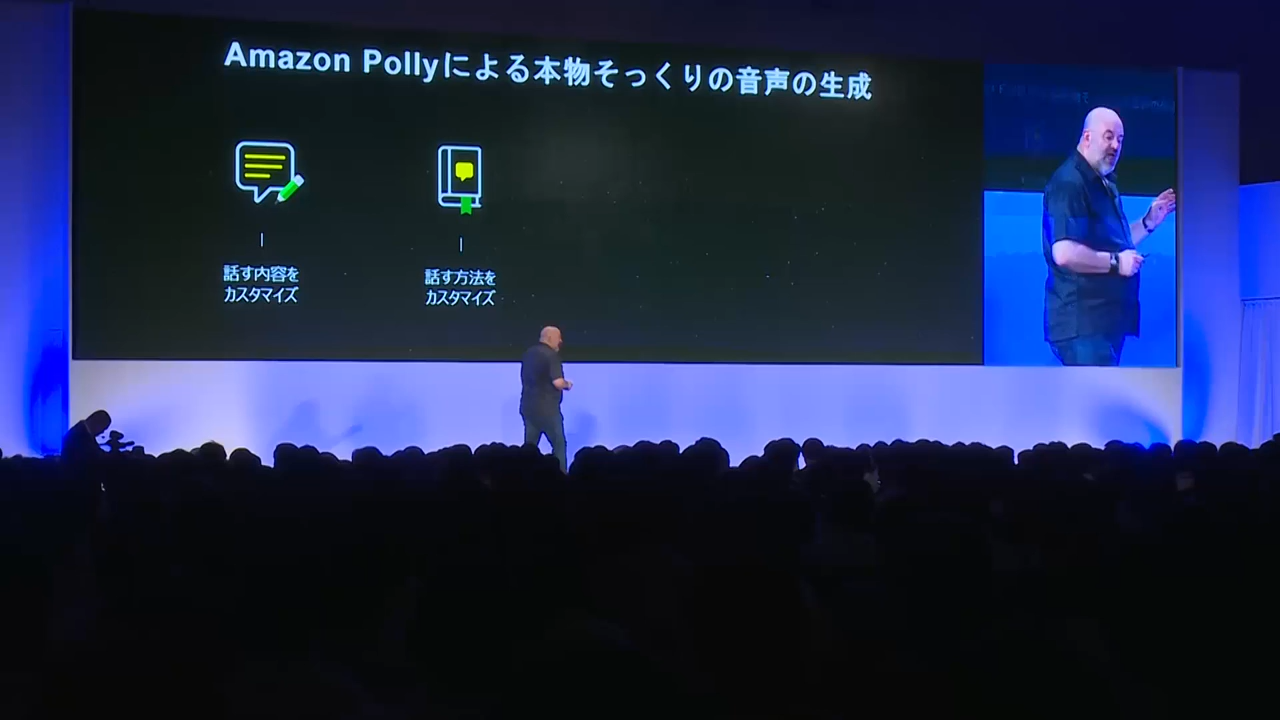 Amazon Pollyによる本物そっくりの音声の生成
話す内容を
カスタマイズ
話す方法を
カスタマイズ